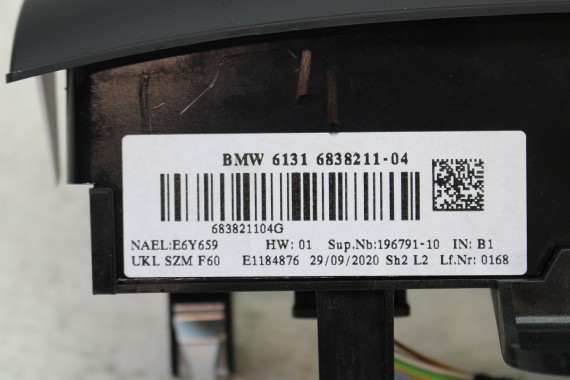 BMW 6131 6838211-04
683821104G
NAEL:E6Y659 HW: 01 Sup.Nb:196791-10 IN: B1
UKL SZM F60 E1184876 29/09/2020 Sh2 L2 Lf.Nr: 0168